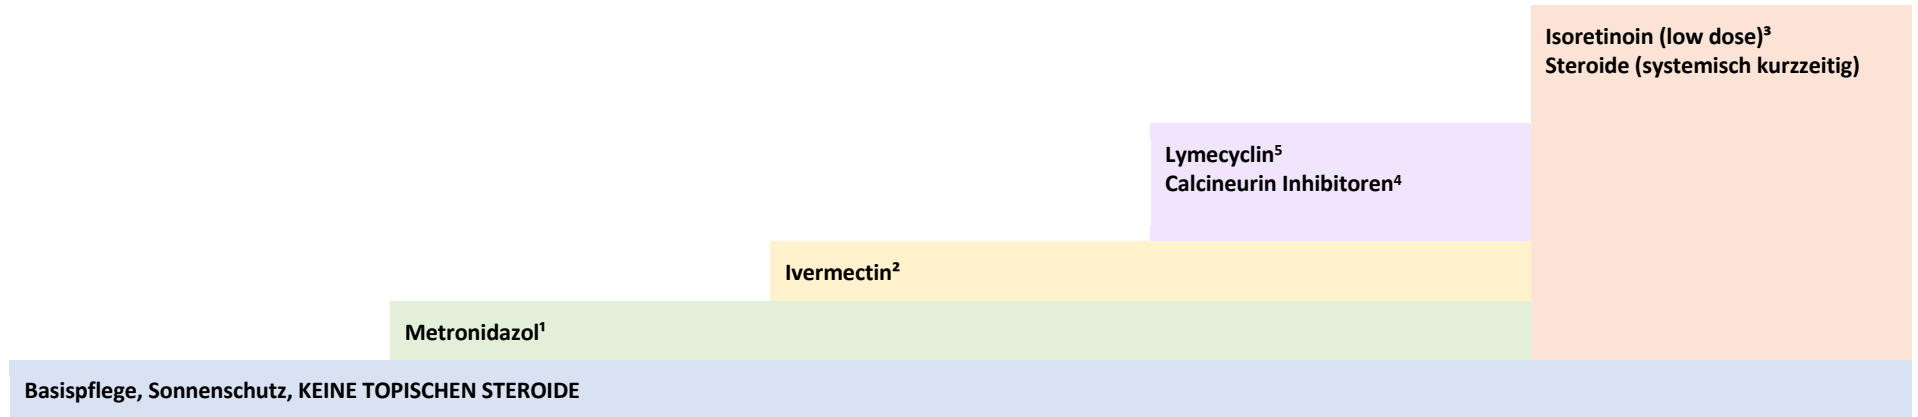 Isoretinoin (low dose)³
Steroide (systemisch kurzzeitig)
Lymecyclin⁵
Calcineurin Inhibitoren⁴
Ivermectin²
Metronidazol¹
Basispflege, Sonnenschutz, KEINE TOPISCHEN STEROIDE